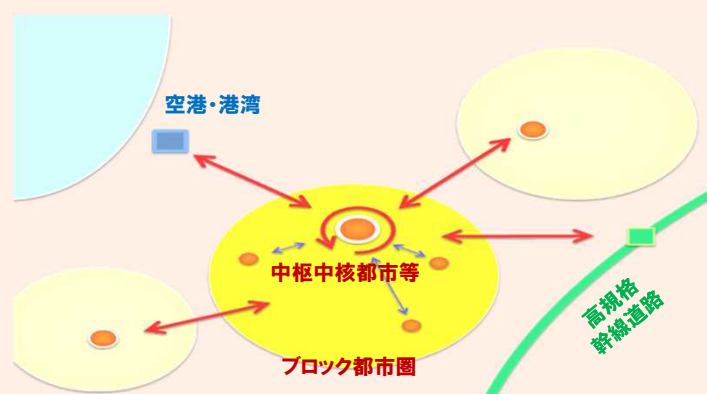 空港・港湾
中枢中核都市等
高規格
幹線道路
ブロック都市圏